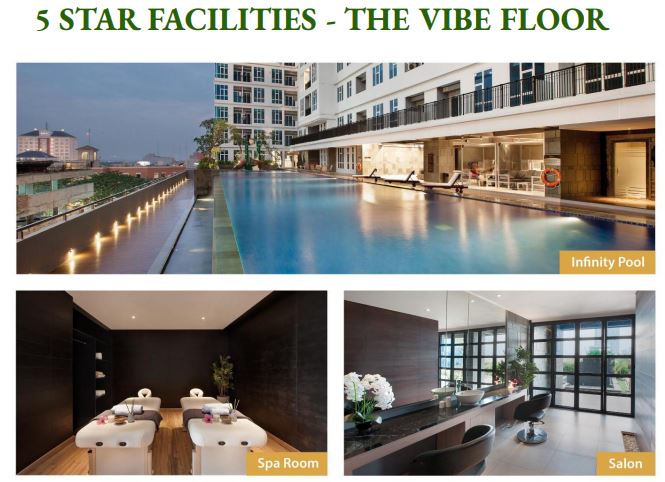 5 STAR FACILITIES - THE VIBE FLOOR
Infinity Pool
Spa Room
Salon